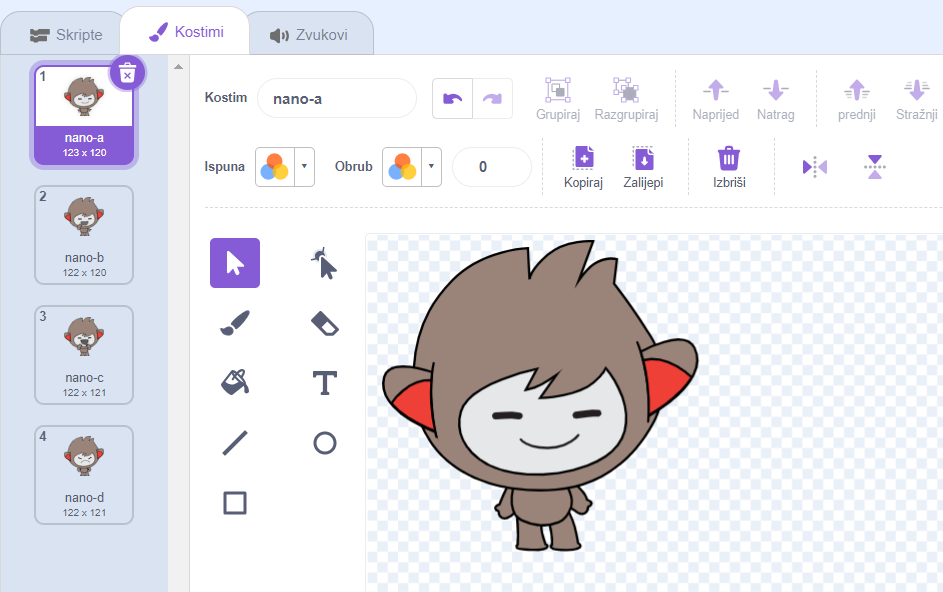 Skripte Kostimi Zvukovi
1
nano-a
123 x 120
2
nano-b
122 x 120
3
nano-c
122 x 121
4
nano-d
122 x 121
Kostim nano-a Grupiraj Razgrupiraj Naprijed Natrag prednji Stražnji
Ispuna Obrub 0 Kopiraj Zalijepi Izbriši
T